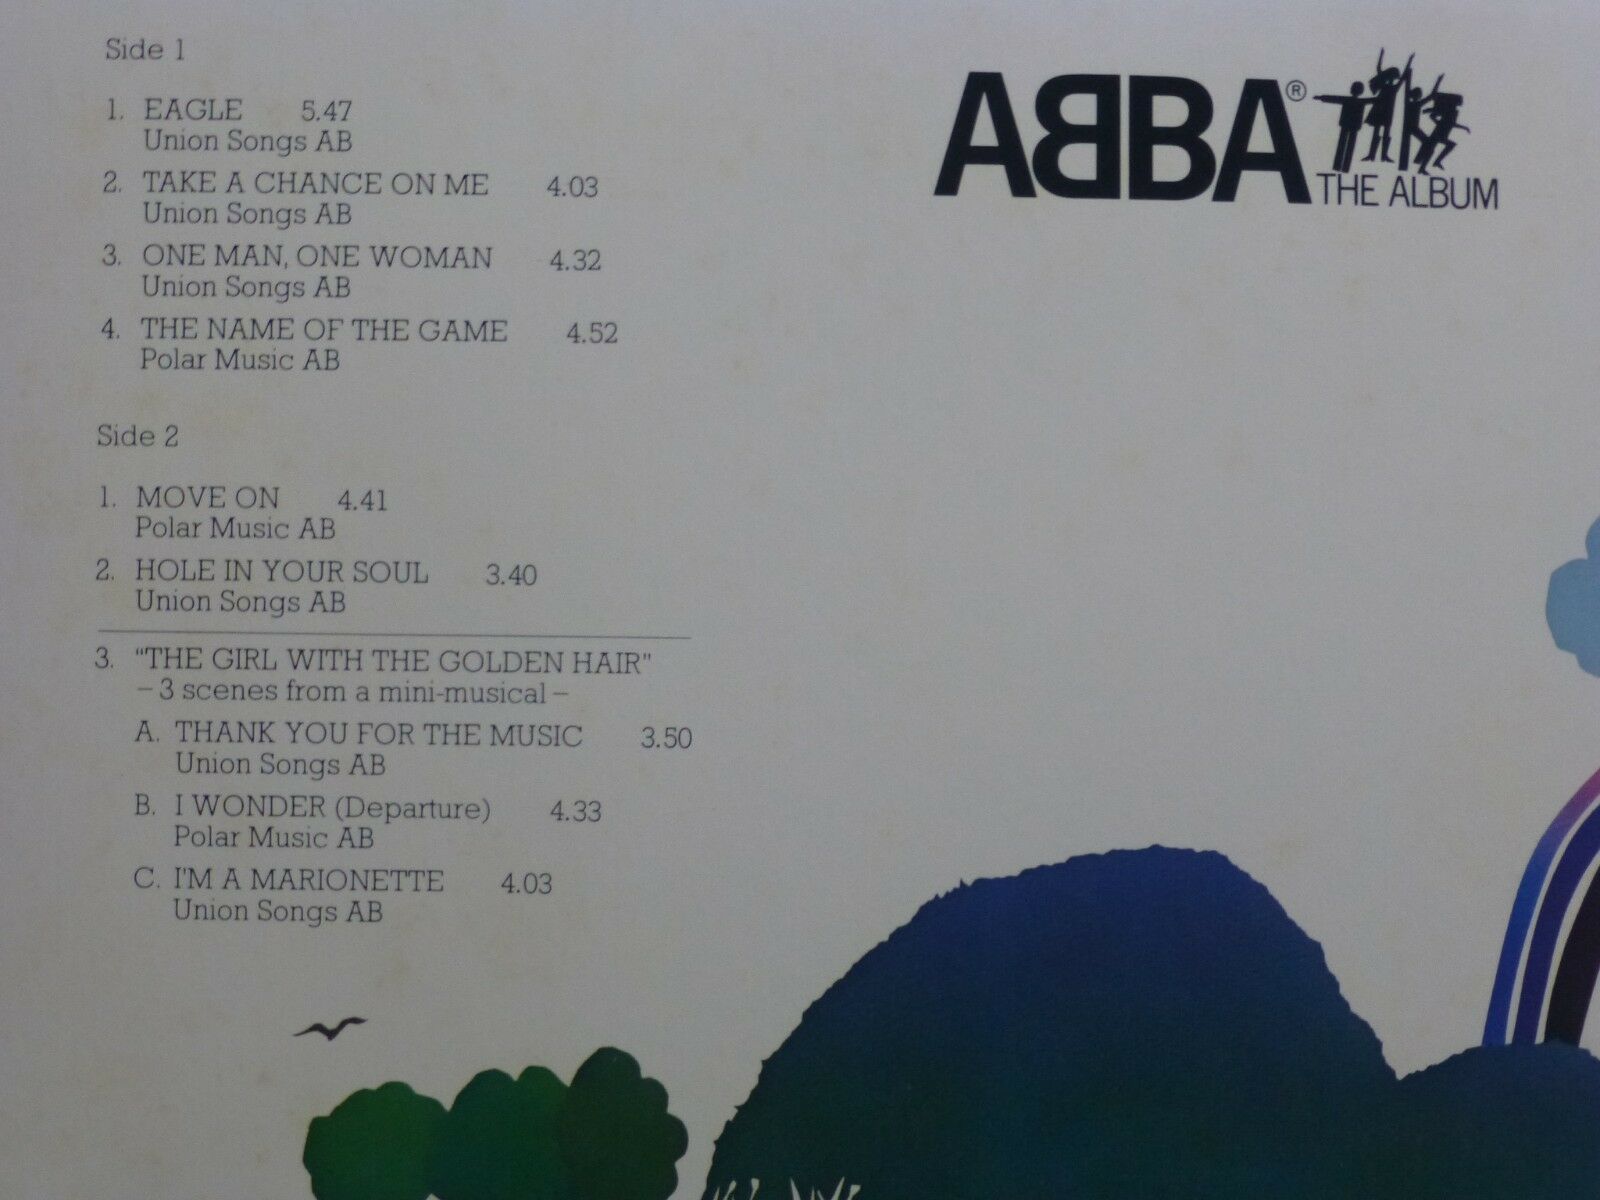 Side 1
1. EAGLE 5.47
Union Songs AB
2. TAKE A CHANCE ON ME 4.03
Union Songs AB
3. ONE MAN, ONE WOMAN 4.32
Union Songs AB
4. THE NAME OF THE GAME 4.52
Polar Music AB
Side 2
1. MOVE ON 4.41
Polar Music AB
2. HOLE IN YOUR SOUL 3.40
Union Songs AB
3. "THE GIRL WITH THE GOLDEN HAIR"
– 3 scenes from a mini-musical –
A. THANK YOU FOR THE MUSIC 3.50
Union Songs AB
B. I WONDER (Departure) 4.33
Polar Music AB
C. I'M A MARIONETTE 4.03
Union Songs AB
ABBA®
THE ALBUM